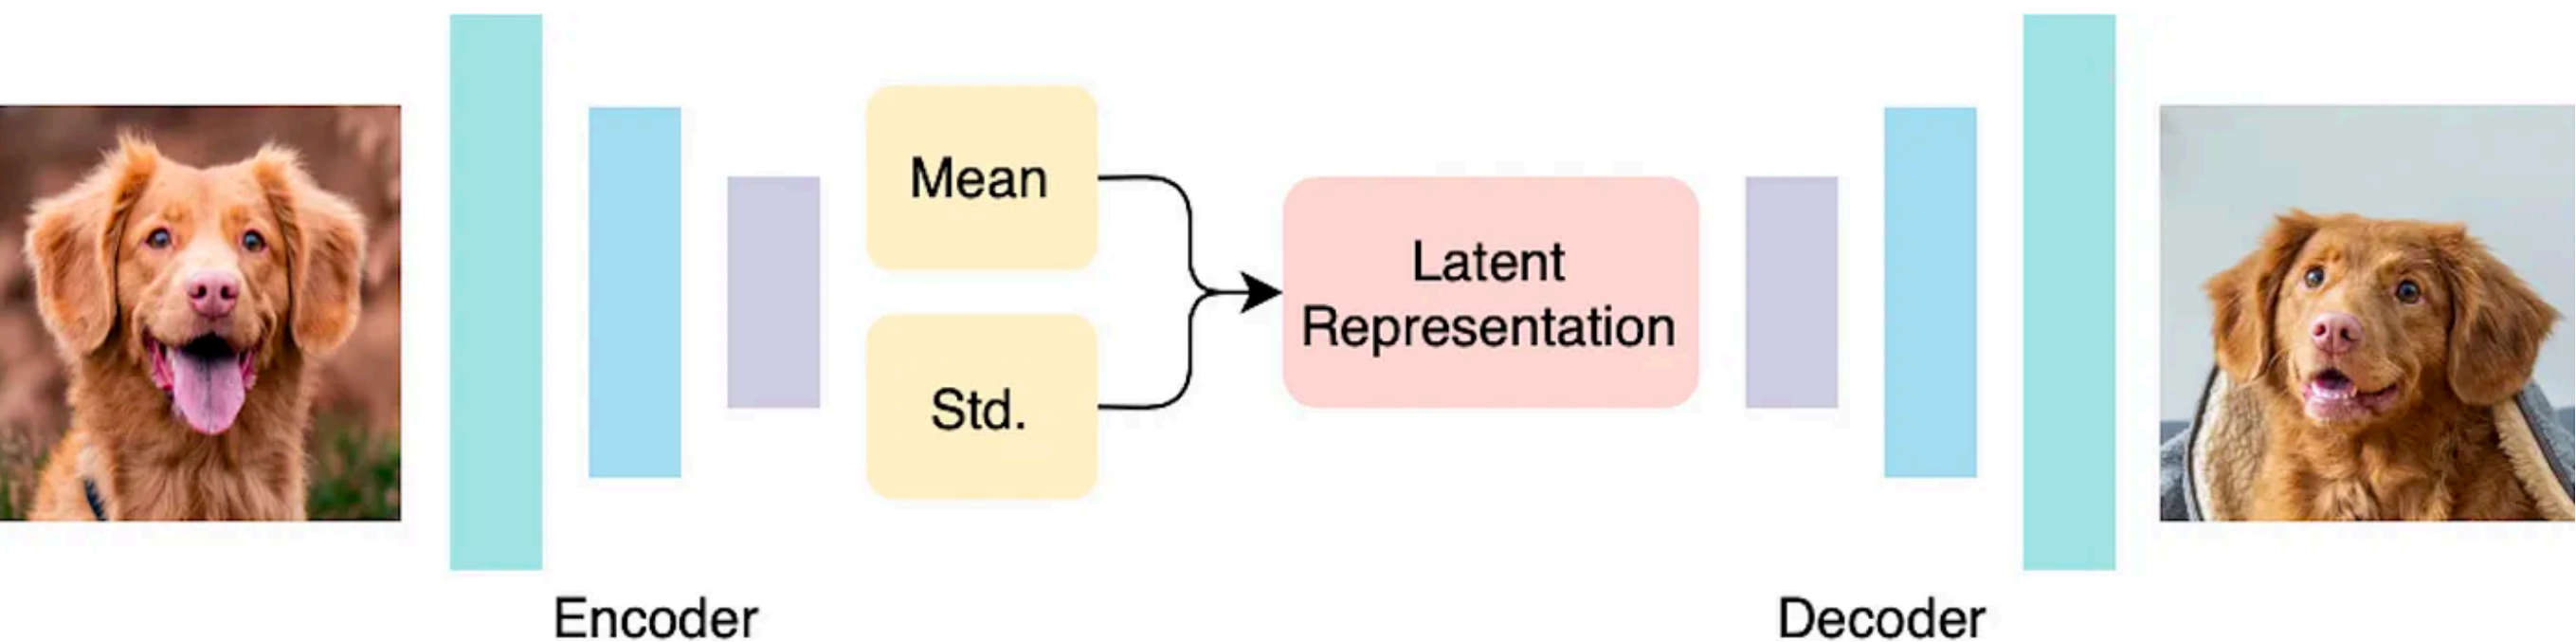 Mean
Std.
Latent
Representation
Encoder
Decoder